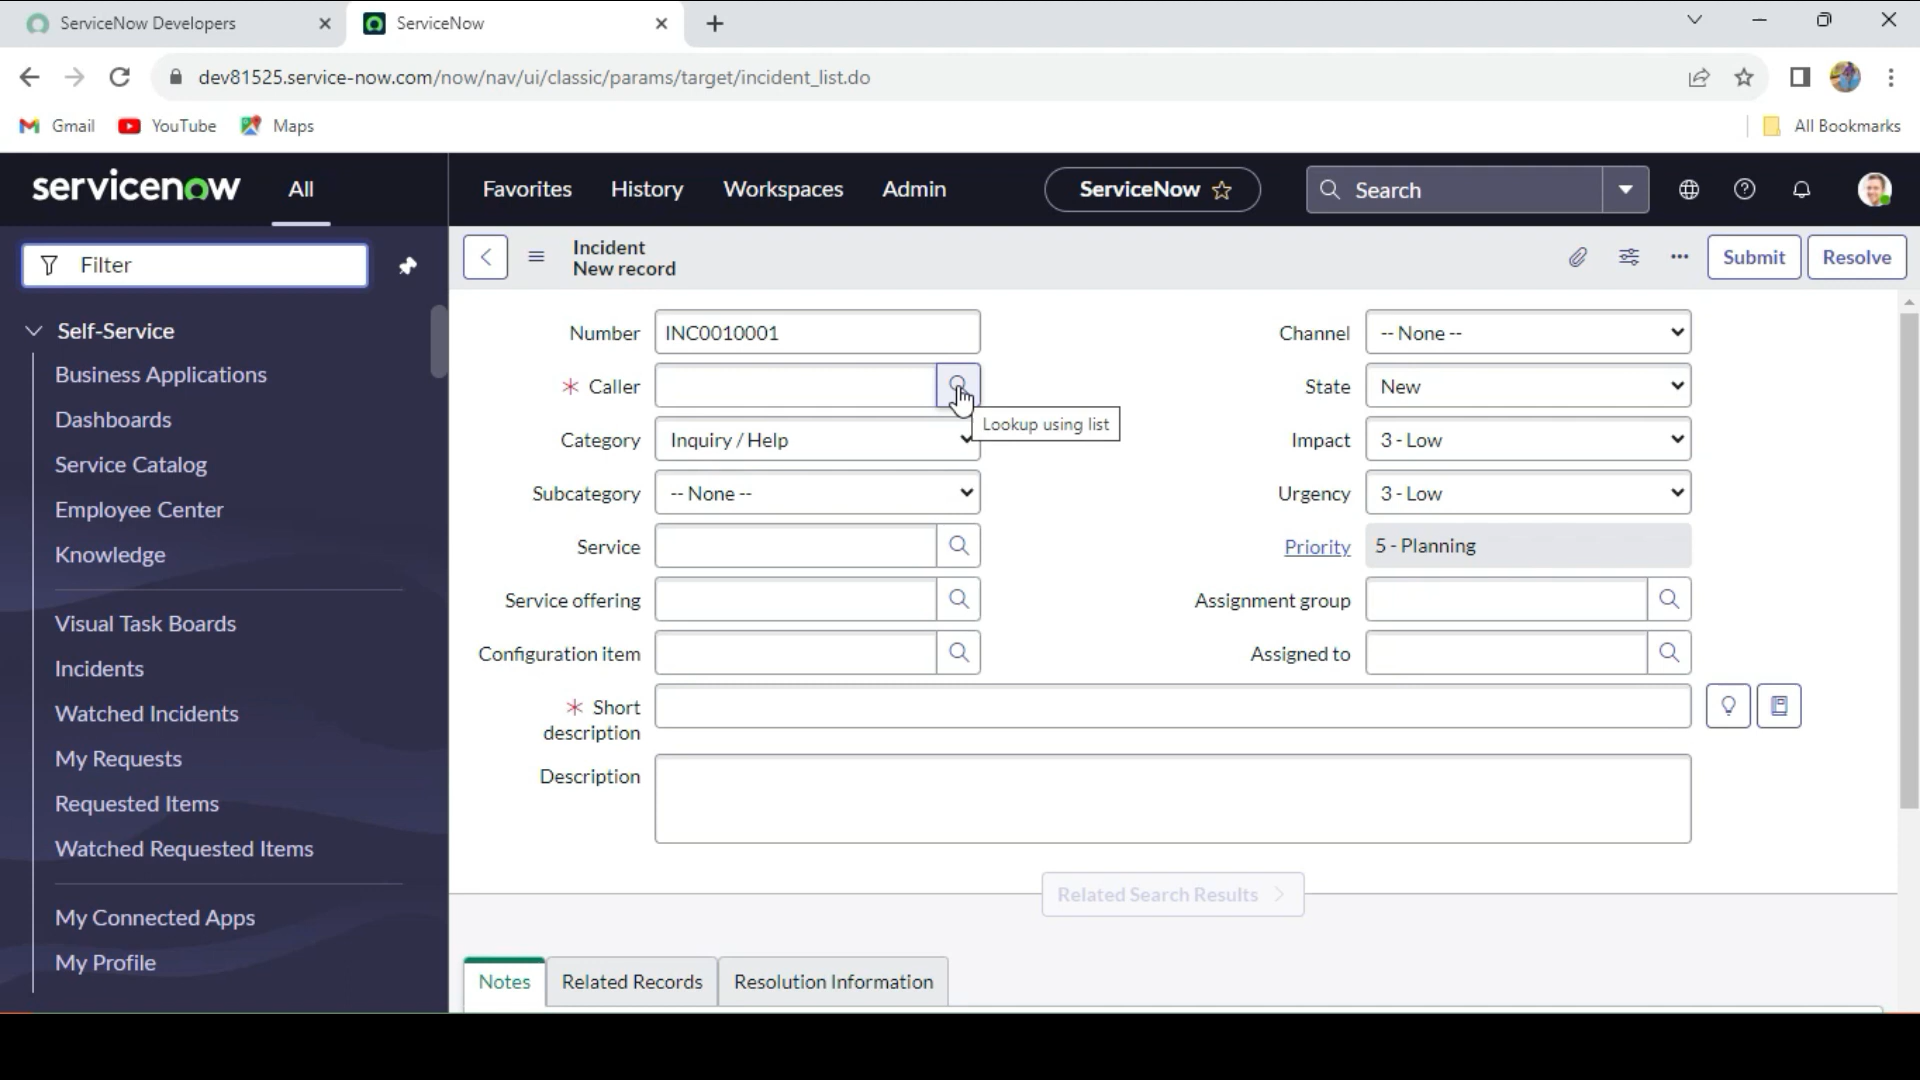 ServiceNow Developers
ServiceNow
dev81525.service-now.com/now/nav/ui/classic/params/target/incident_list.do
Gmail YouTube Maps All Bookmarks
servicenow All Favorites History Workspaces Admin ServiceNow Search
Filter
Self-Service
Business Applications
Dashboards
Service Catalog
Employee Center
Knowledge
Visual Task Boards
Incidents
Watched Incidents
My Requests
Requested Items
Watched Requested Items
My Connected Apps
My Profile
Incident
New record
Submit Resolve
Number INC0010001
Caller
Lookup using list
Category Inquiry / Help
Subcategory -- None --
Service
Service offering
Configuration item
Channel -- None --
State New
Impact 3 - Low
Urgency 3 - Low
Priority 5 - Planning
Assignment group
Assigned to
Short
description
Description
Related Search Results
Notes Related Records Resolution Information